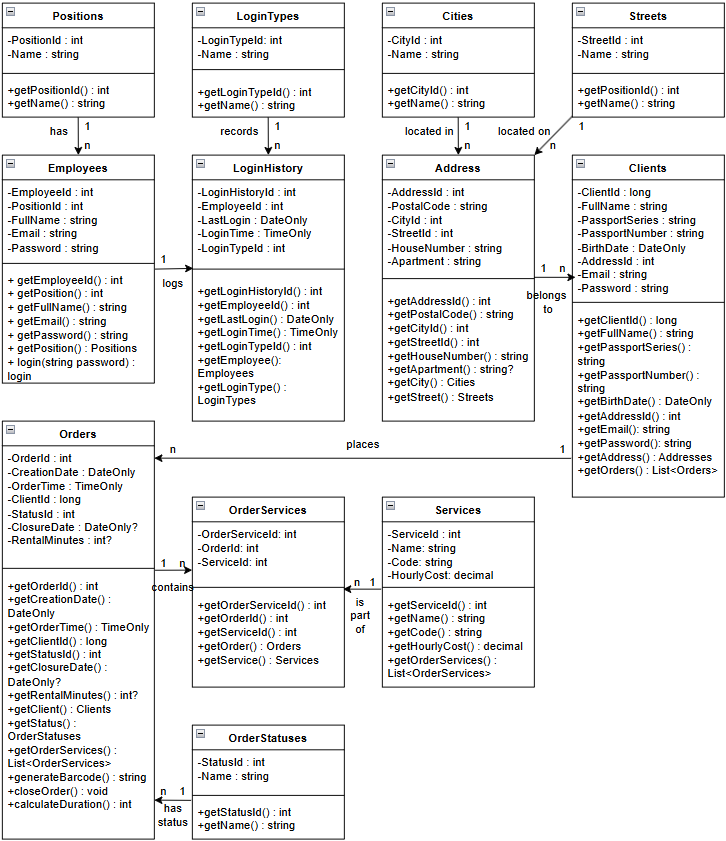 Positions
-PositionId : int
-Name : string
+getPositionId() : int
+getName() : string
LoginTypes
-LoginTypeId: int
-Name : string
+getLoginTypeId() : int
+getName() : string
Cities
-CityId : int
-Name : string
+getCityId() : int
+getName() : string
Streets
-StreetId : int
-Name : string
+getPositionId() : int
+getName() : string
has
1
n
records
1
n
located in
1
n
located on
1
n
Employees
-EmployeeId : int
-PositionId : int
-FullName : string
-Email : string
-Password : string
+ getEmployeeId() : int
+ getPosition() : int
+ getFullName() : string
+ getEmail() : string
+ getPassword() : string
+ getPosition() : Positions
+ login(string password) :
login
1
n
logs
LoginHistory
-LoginHistoryId : int
-EmployeeId : int
-LastLogin : DateOnly
-LoginTime : TimeOnly
-LoginTypeId : int
+getLoginHistoryId() : int
+getEmployeeId() : int
+getLastLogin() : DateOnly
+getLoginTime() : TimeOnly
+getLoginTypeId() : int
+getEmployee():
Employees
+getLoginType() :
LoginTypes
Address
-AddressId : int
-PostalCode : string
-CityId : int
-StreetId : int
-HouseNumber : string
-Apartment : string
+getAddressId() : int
+getPostalCode() : string
+getCityId() : int
+getStreetId() : int
+getHouseNumber() : string
+getApartment() : string?
+getCity() : Cities
+getStreet() : Streets
1
n
belongs
to
Clients
-ClientId : long
-FullName : string
-PassportSeries : string
-PassportNumber : string
-BirthDate : DateOnly
-AddressId : int
-Email : string
-Password : string
+getClientId() : long
+getFullName() : string
+getPassportSeries() :
string
+getPassportNumber() :
string
+getBirthDate() : DateOnly
+getAddressId() : int
+getEmail(): string
+getPassword(): string
+getAddress() : Addresses
+getOrders() : List<Orders>
n
places
1
Orders
-OrderId : int
-CreationDate : DateOnly
-OrderTime : TimeOnly
-ClientId : long
-StatusId : int
-ClosureDate : DateOnly?
-RentalMinutes : int?
+getOrderId() : int
+getCreationDate() :
DateOnly
+getOrderTime() : TimeOnly
+getClientId() : long
+getStatusId() : int
+getClosureDate() :
DateOnly?
+getRentalMinutes() : int?
+getClient() : Clients
+getStatus() :
OrderStatuses
+getOrderServices() :
List<OrderServices>
+generateBarcode() : string
+closeOrder() : void
+calculateDuration() : int
1
n
contains
OrderServices
-OrderServiceId: int
-OrderId: int
-ServiceId: int
+getOrderServiceId() : int
+getOrderId() : int
+getServiceId() : int
+getOrder() : Orders
+getService() : Services
n
1
is
part
of
Services
-ServiceId : int
-Name: string
-Code: string
-HourlyCost: decimal
+getServiceId() : int
+getName() : string
+getCode() : string
+getHourlyCost() : decimal
+getOrderServices() :
List<OrderServices>
n
1
has
status
OrderStatuses
-StatusId : int
-Name : string
+getStatusId() : int
+getName() : string